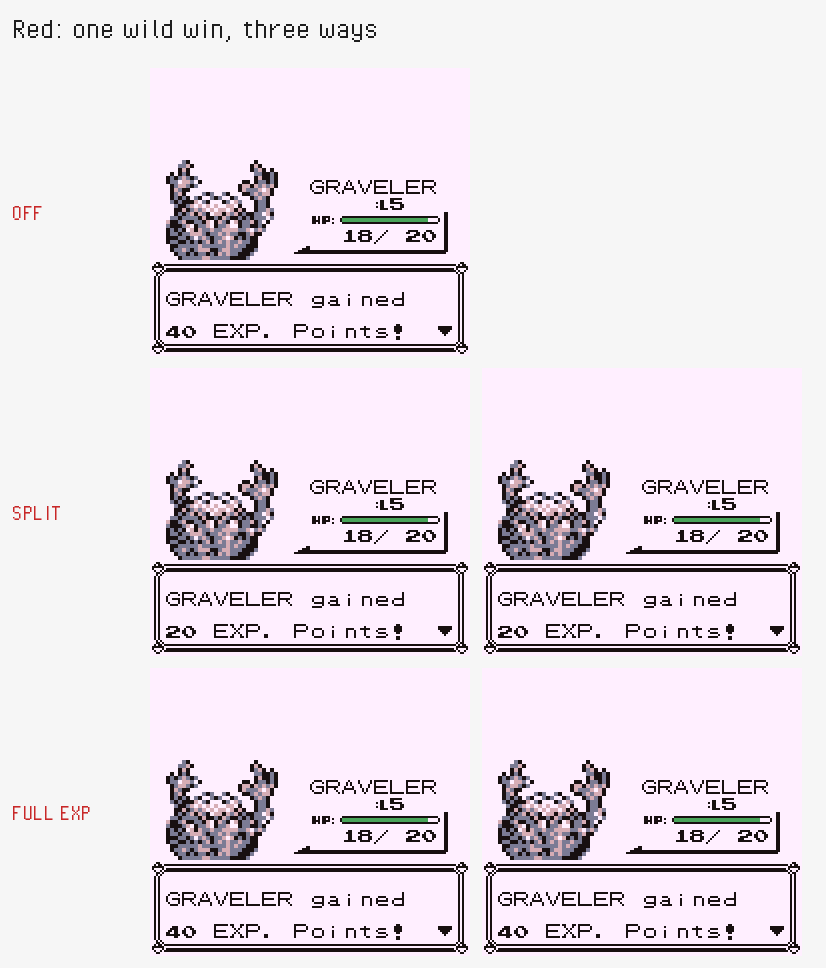 Red: one wild win, three ways
OFF
GRAVELER
:L5
HP:
18/ 20
GRAVELER gained
40 EXP. Points!
SPLIT
GRAVELER
:L5
HP:
18/ 20
GRAVELER gained
20 EXP. Points!
GRAVELER
:L5
HP:
18/ 20
GRAVELER gained
20 EXP. Points!
FULL EXP
GRAVELER
:L5
HP:
18/ 20
GRAVELER gained
40 EXP. Points!
GRAVELER
:L5
HP:
18/ 20
GRAVELER gained
40 EXP. Points!